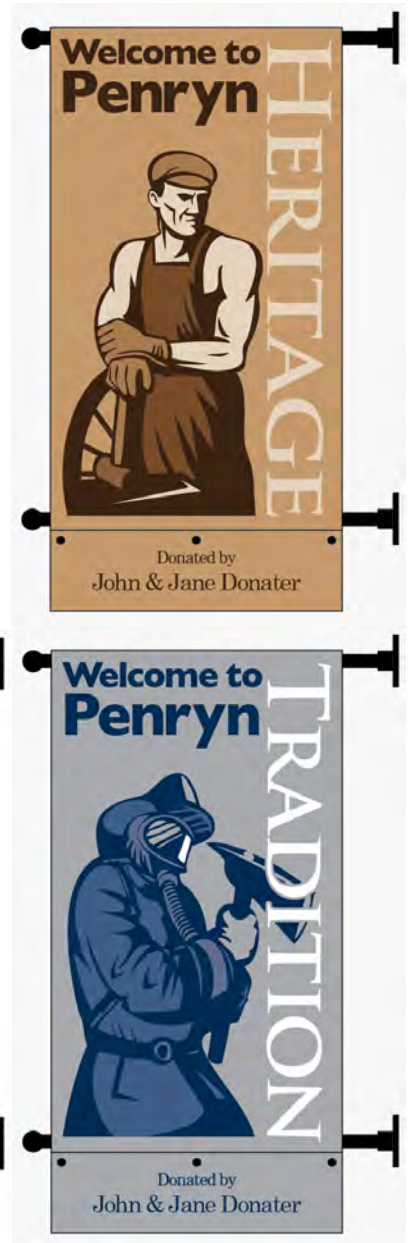 Welcome to
Penryn
HERITAGE
Donated by
John & Jane Donater
Welcome to
Penryn
TRADITION
Donated by
John & Jane Donater